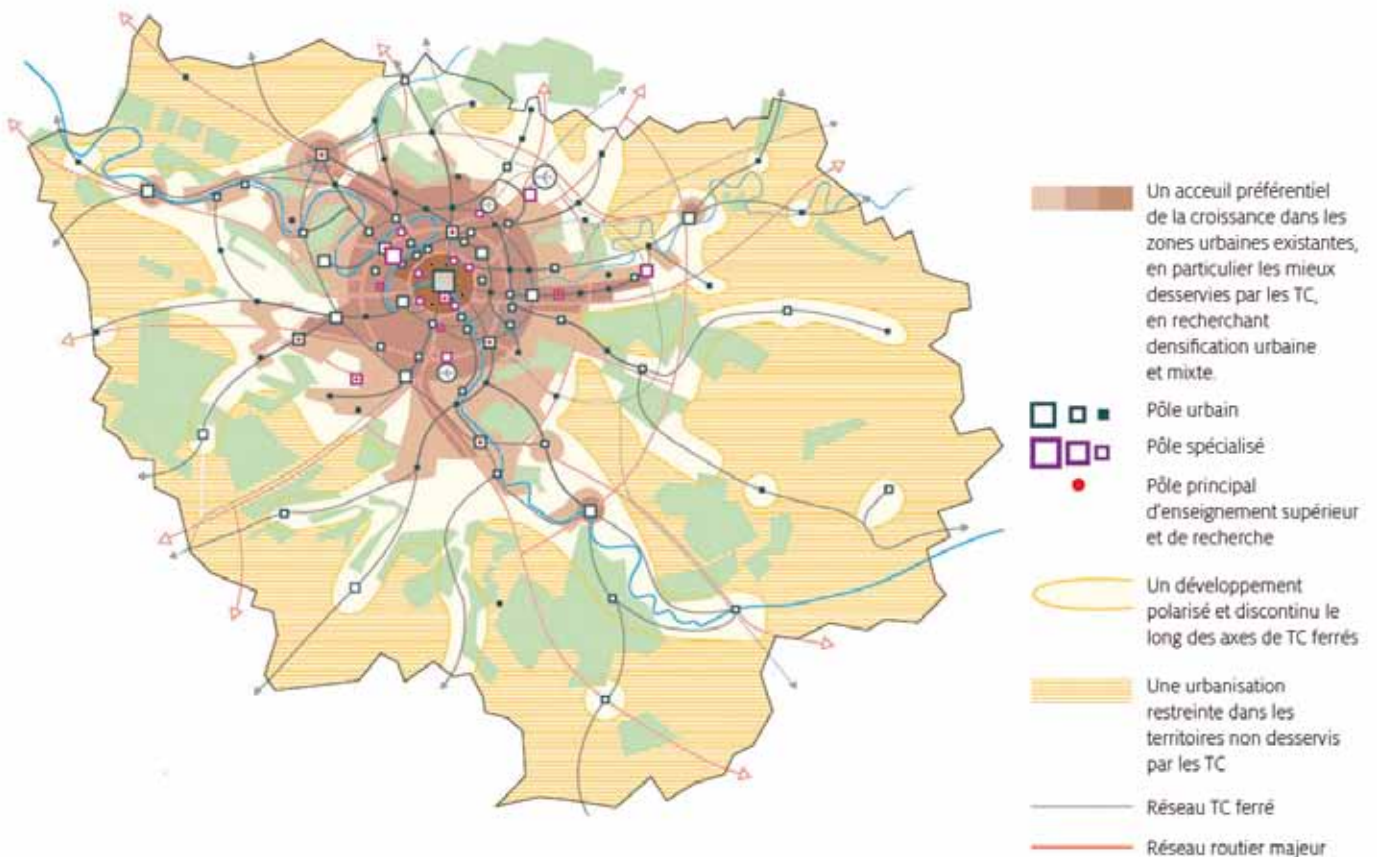 Un acceuil préférentiel
de la croissance dans les
zones urbaines existantes,
en particulier les mieux
desservies par les TC,
en recherchant
densification urbaine
et mixte.
Pôle urbain
Pôle spécialisé
Pôle principal
d'enseignement supérieur
et de recherche
Un développement
polarisé et discontinu le
long des axes de TC ferrés
Une urbanisation
restreinte dans les
territoires non desservis
par les TC
Réseau TC ferré
Réseau routier majeur